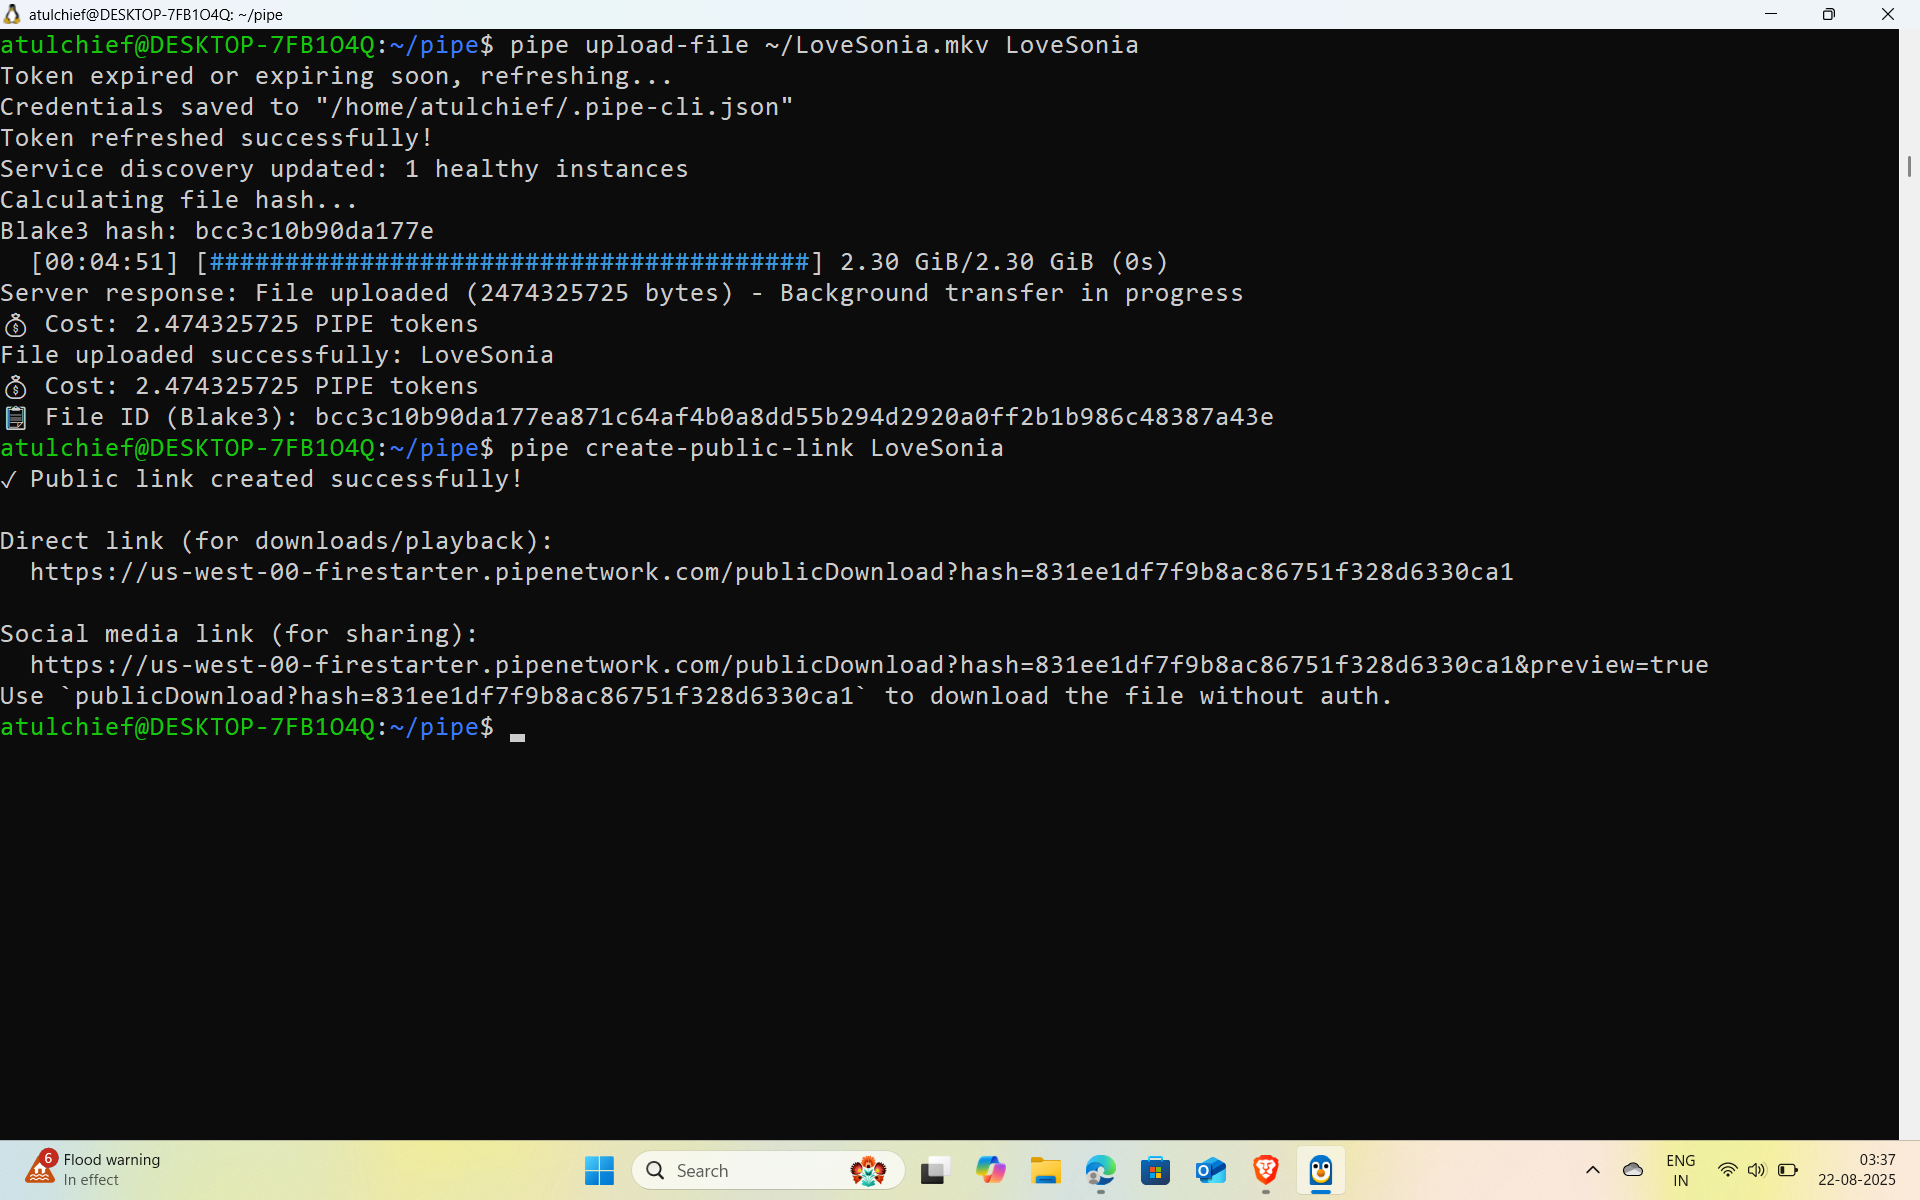 atulchief@DESKTOP-7FB1O4Q: ~/pipe
atulchief@DESKTOP-7FB1O4Q:~/pipe$ pipe upload-file ~/LoveSonia.mkv LoveSonia
Token expired or expiring soon, refreshing...
Credentials saved to "/home/atulchief/.pipe-cli.json"
Token refreshed successfully!
Service discovery updated: 1 healthy instances
Calculating file hash...
Blake3 hash: bcc3c10b90da177e
[00:04:51] [########################################] 2.30 GiB/2.30 GiB (0s)
Server response: File uploaded (2474325725 bytes) - Background transfer in progress
💰 Cost: 2.474325725 PIPE tokens
File uploaded successfully: LoveSonia
💰 Cost: 2.474325725 PIPE tokens
📋 File ID (Blake3): bcc3c10b90da177ea871c64af4b0a8dd55b294d2920a0ff2b1b986c48387a43e
atulchief@DESKTOP-7FB1O4Q:~/pipe$ pipe create-public-link LoveSonia
✓ Public link created successfully!
Direct link (for downloads/playback):
https://us-west-00-firestarter.pipenetwork.com/publicDownload?hash=831ee1df7f9b8ac86751f328d6330ca1
Social media link (for sharing):
https://us-west-00-firestarter.pipenetwork.com/publicDownload?hash=831ee1df7f9b8ac86751f328d6330ca1&preview=true
Use `publicDownload?hash=831ee1df7f9b8ac86751f328d6330ca1` to download the file without auth.
atulchief@DESKTOP-7FB1O4Q:~/pipe$
6
Flood warning
In effect
Search
ENG
IN
03:37
22-08-2025